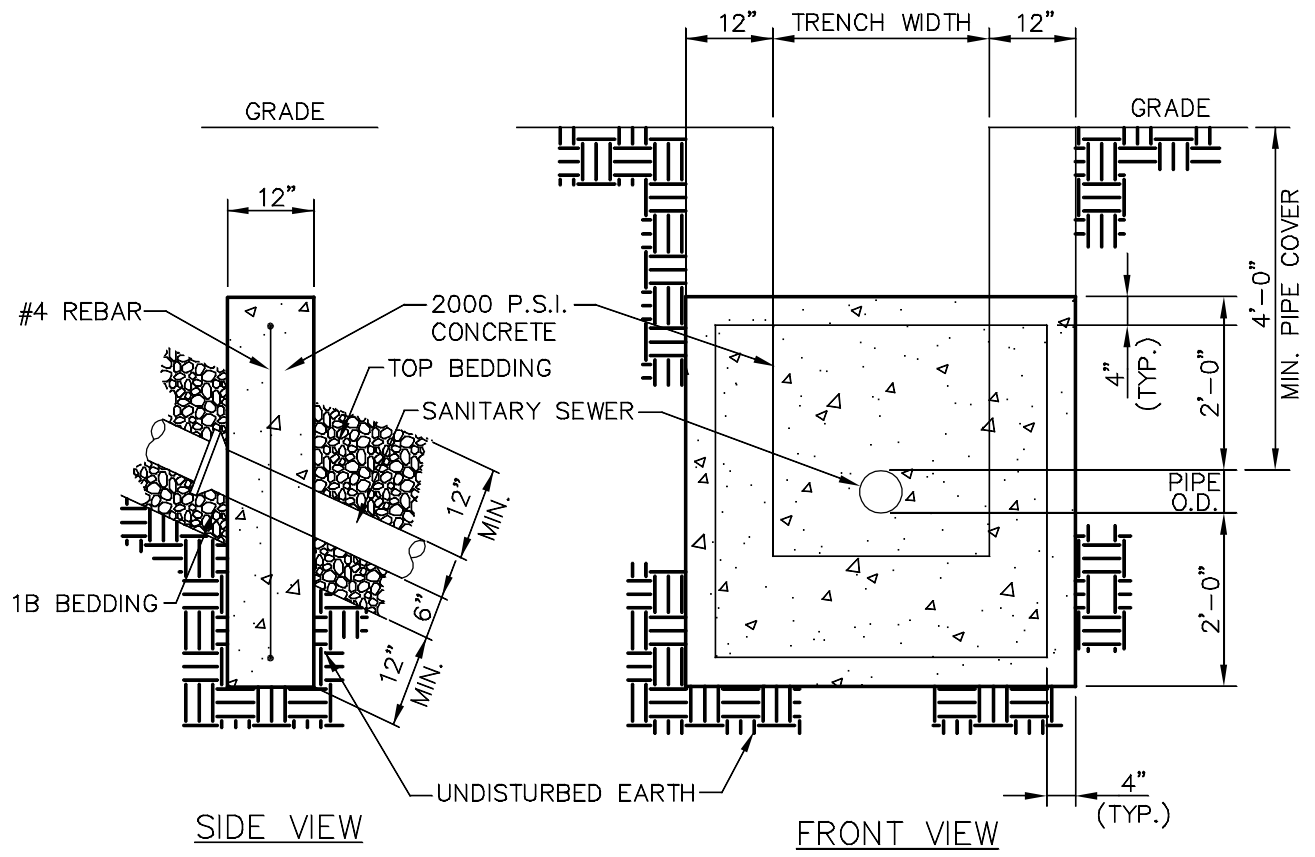 12” TRENCH WIDTH 12”
GRADE
GRADE
12”
#4 REBAR
2000 P.S.I.
CONCRETE
TOP BEDDING
SANITARY SEWER
12”
MIN.
6”
12”
MIN.
1B BEDDING
UNDISTURBED EARTH
4'-0”
MIN. PIPE COVER
4”
(TYP.)
2'-0”
PIPE
O.D.
2'-0”
4”
(TYP.)
SIDE VIEW
FRONT VIEW